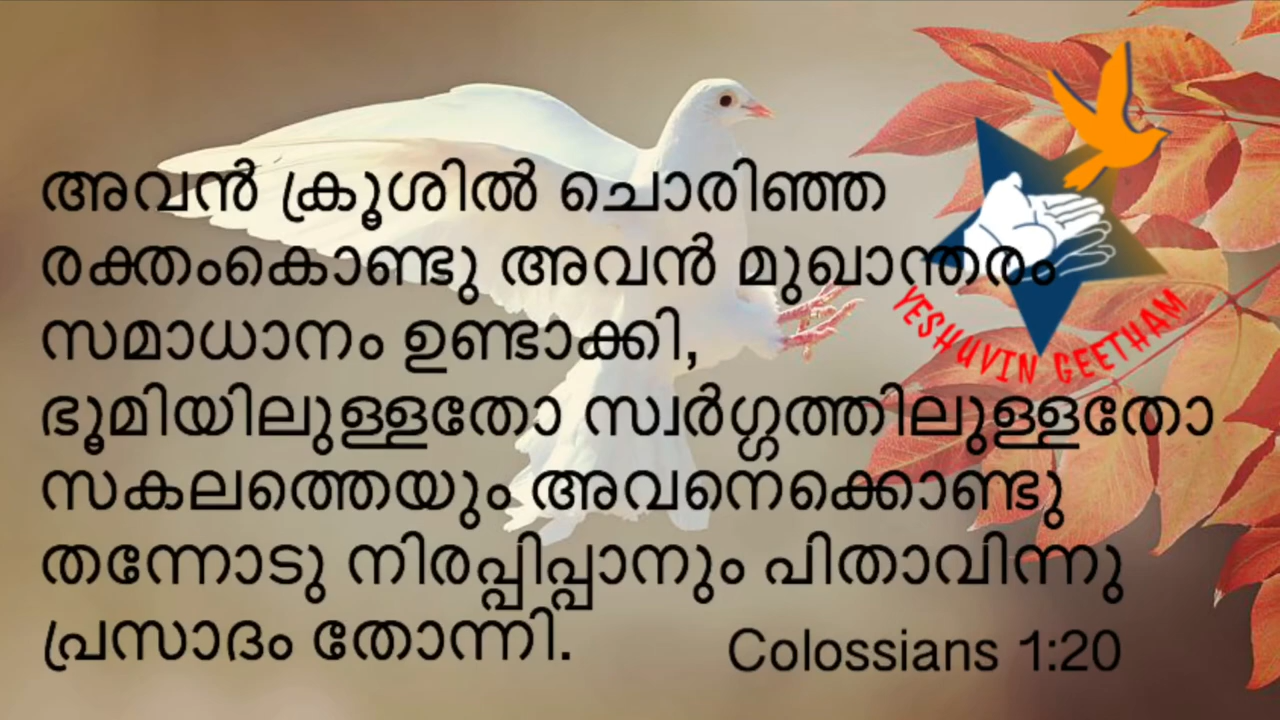 അവൻ ക്രൂശിൽ ചൊരിഞ്ഞ
രക്തംകൊണ്ടു അവൻ മുഖാന്തരം
സമാധാനം ഉണ്ടാക്കി,
ഭൂമിയിലുള്ളതോ സ്വർഗ്ഗത്തിലുള്ളതോ
സകലത്തെയും അവനെക്കൊണ്ടു
തന്നോടു നിരപ്പിപ്പാനും പിതാവിന്നു
പ്രസാദം തോന്നി.
Colossians 1:20
YESHUVIN GEETHAM